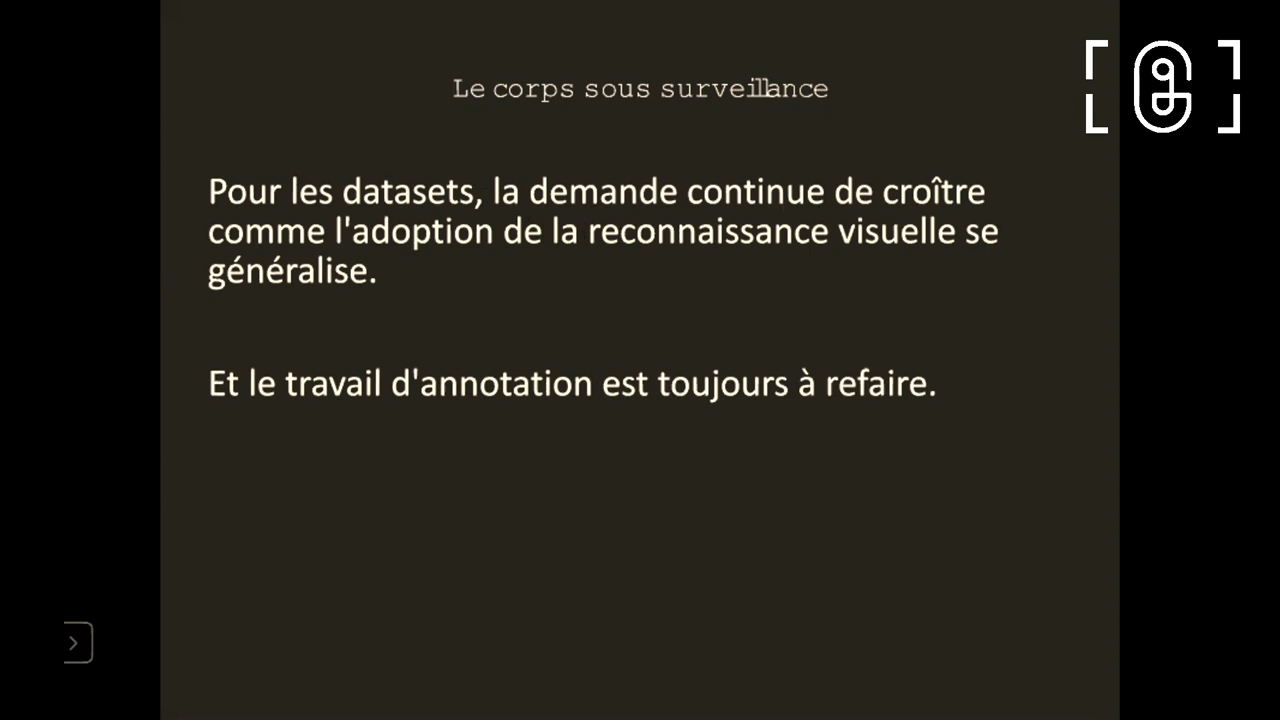 Le corps sous surveillance
Pour les datasets, la demande continue de croître
comme l'adoption de la reconnaissance visuelle se
généralise.
Et le travail d'annotation est toujours à refaire.